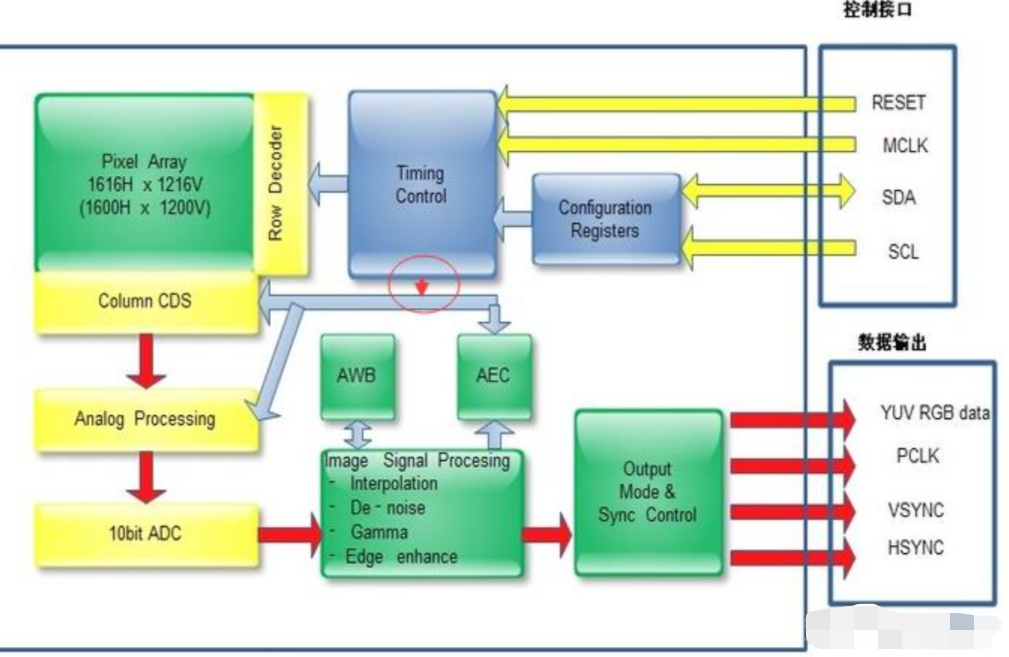 控制接口
RESET
MCLK
SDA
SCL
Pixel Array
1616H x 1216V
(1600H x 1200V)
Row Decoder
Timing
Control
Configuration
Registers
Column CDS
数据输出
AWB
AEC
Analog Processing
YUV RGB data
PCLK
VSYNC
HSYNC
Image Signal Procesing
- Interpolation
- De-noise
- Gamma
- Edge enhance
Output
Mode &
Sync Control
10bit ADC